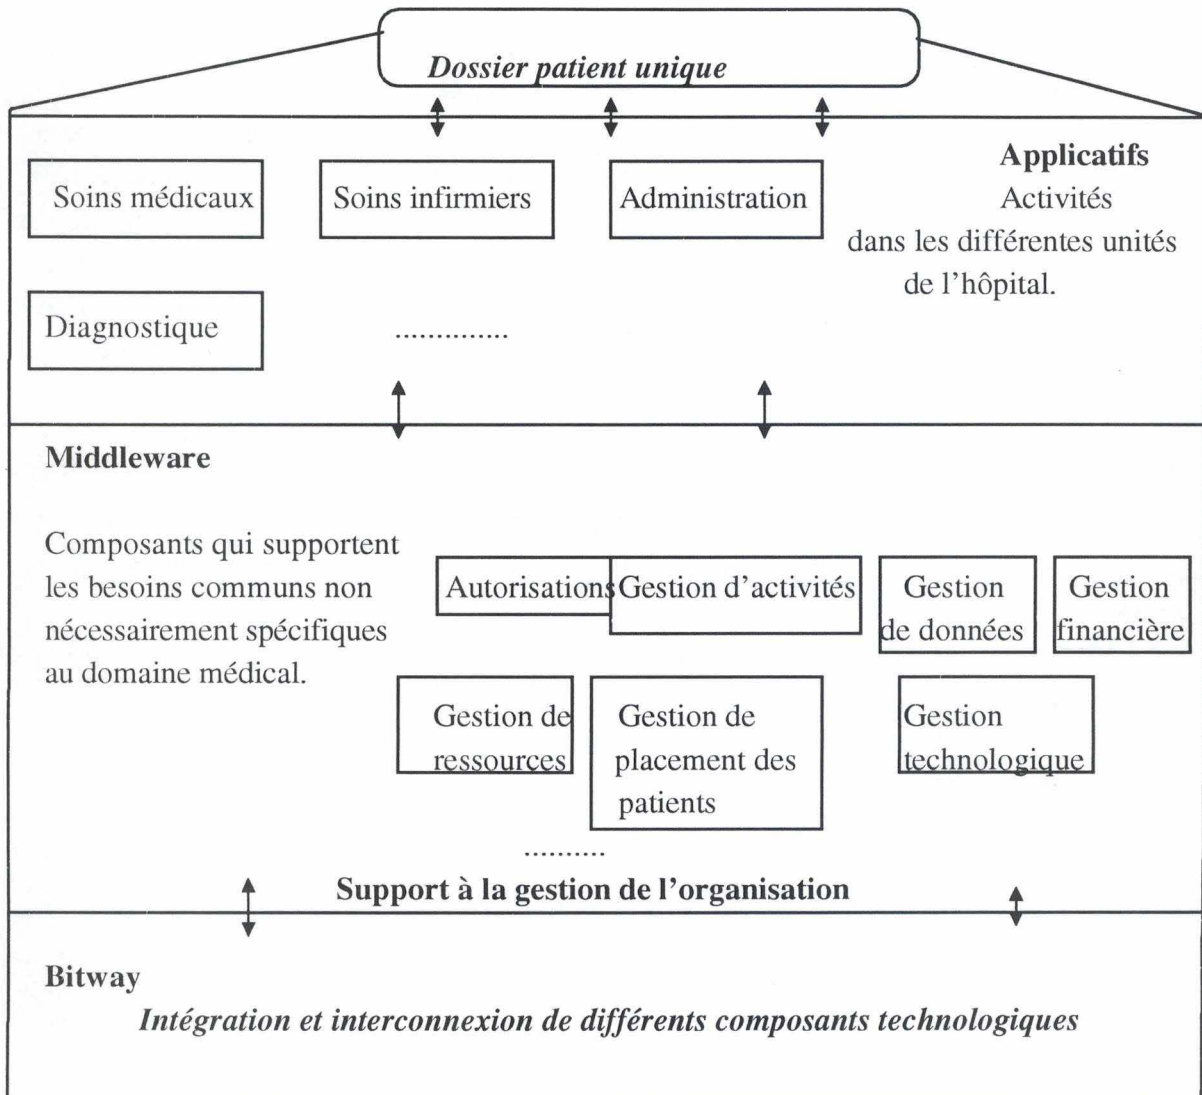 Dossier patient unique
Applicatifs
Soins médicaux
Soins infirmiers
Administration
Activités
dans les différentes unités
de l'hôpital.
Diagnostique
..............
Middleware
Composants qui supportent
les besoins communs non
nécessairement spécifiques
au domaine médical.
Autorisations
Gestion d'activités
Gestion
de données
Gestion
financière
Gestion de
ressources
Gestion de
placement des
patients
Gestion
technologique
..........
Support à la gestion de l'organisation
Bitway
Intégration et interconnexion de différents composants technologiques